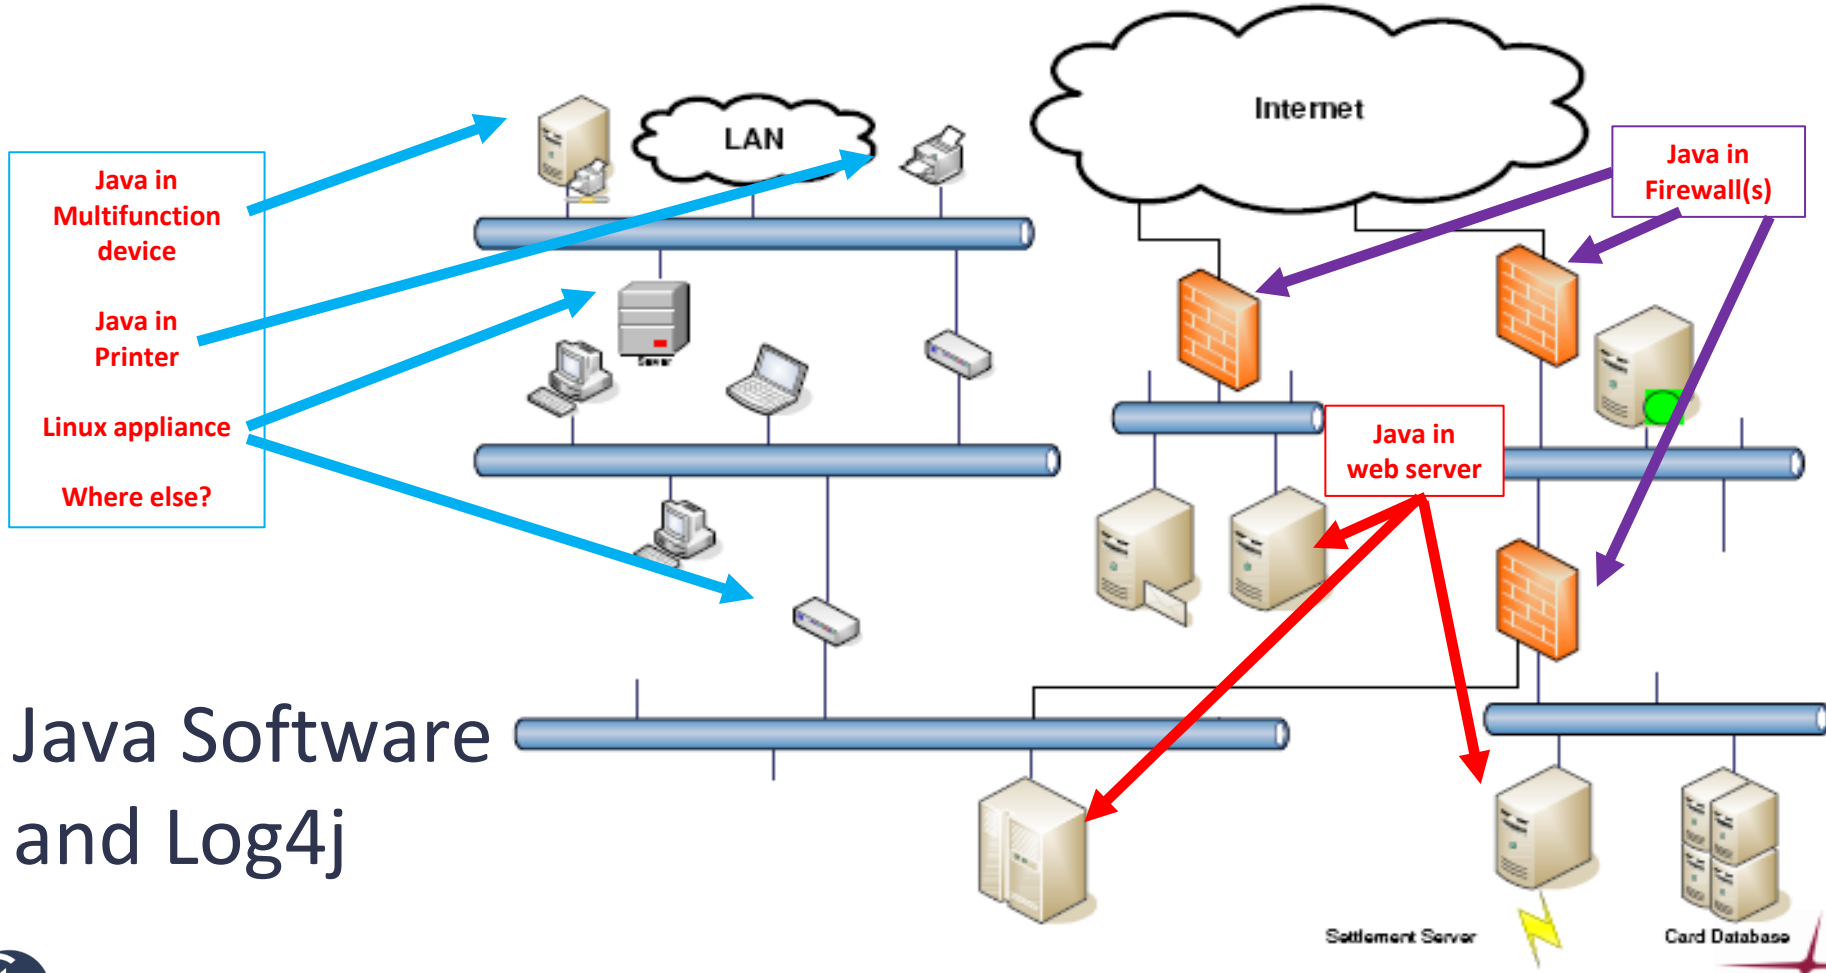 Internet
LAN
Java in
Firewall(s)
Java in
Multifunction
device
Java in
Printer
Linux appliance
Where else?
Server
Java in
web server
Java Software
and Log4j
Settlement Server
Card Database